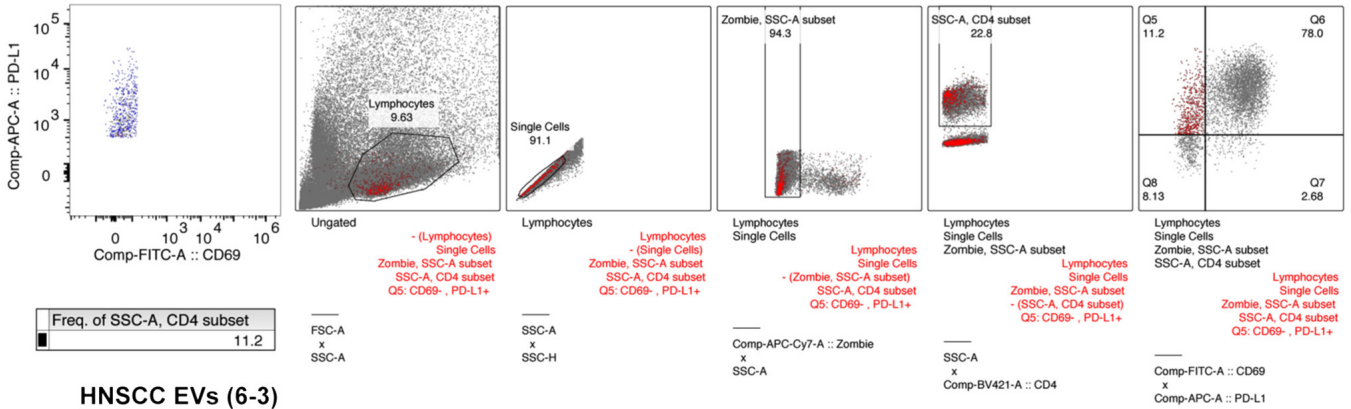 10^5
10^4
10^3
0
Comp-APC-A :: PD-L1
0 10^3 10^4 10^5 10^6
Comp-FITC-A :: CD69
Freq. of SSC-A, CD4 subset
11.2
HNSCC EVs (6-3)
Lymphocytes
9.63
Ungated
- (Lymphocytes)
Single Cells
Zombie, SSC-A subset
SSC-A, CD4 subset
Q5: CD69- , PD-L1+
FSC-A
x
SSC-A
Single Cells
91.1
Lymphocytes
Lymphocytes
- (Single Cells)
Zombie, SSC-A subset
SSC-A, CD4 subset
Q5: CD69- , PD-L1+
SSC-A
x
SSC-H
Zombie, SSC-A subset
94.3
Lymphocytes
Single Cells
Lymphocytes
Single Cells
- (Zombie, SSC-A subset)
SSC-A, CD4 subset
Q5: CD69- , PD-L1+
Comp-APC-Cy7-A :: Zombie
x
SSC-A
SSC-A, CD4 subset
22.8
Lymphocytes
Single Cells
Zombie, SSC-A subset
Lymphocytes
Single Cells
Zombie, SSC-A subset
- (SSC-A, CD4 subset)
Q5: CD69- , PD-L1+
SSC-A
x
Comp-BV421-A :: CD4
Q5
11.2
Q6
78.0
Q8
8.13
Q7
2.68
Lymphocytes
Single Cells
Zombie, SSC-A subset
SSC-A, CD4 subset
Lymphocytes
Single Cells
Zombie, SSC-A subset
SSC-A, CD4 subset
Q5: CD69- , PD-L1+
Comp-FITC-A :: CD69
x
Comp-APC-A :: PD-L1